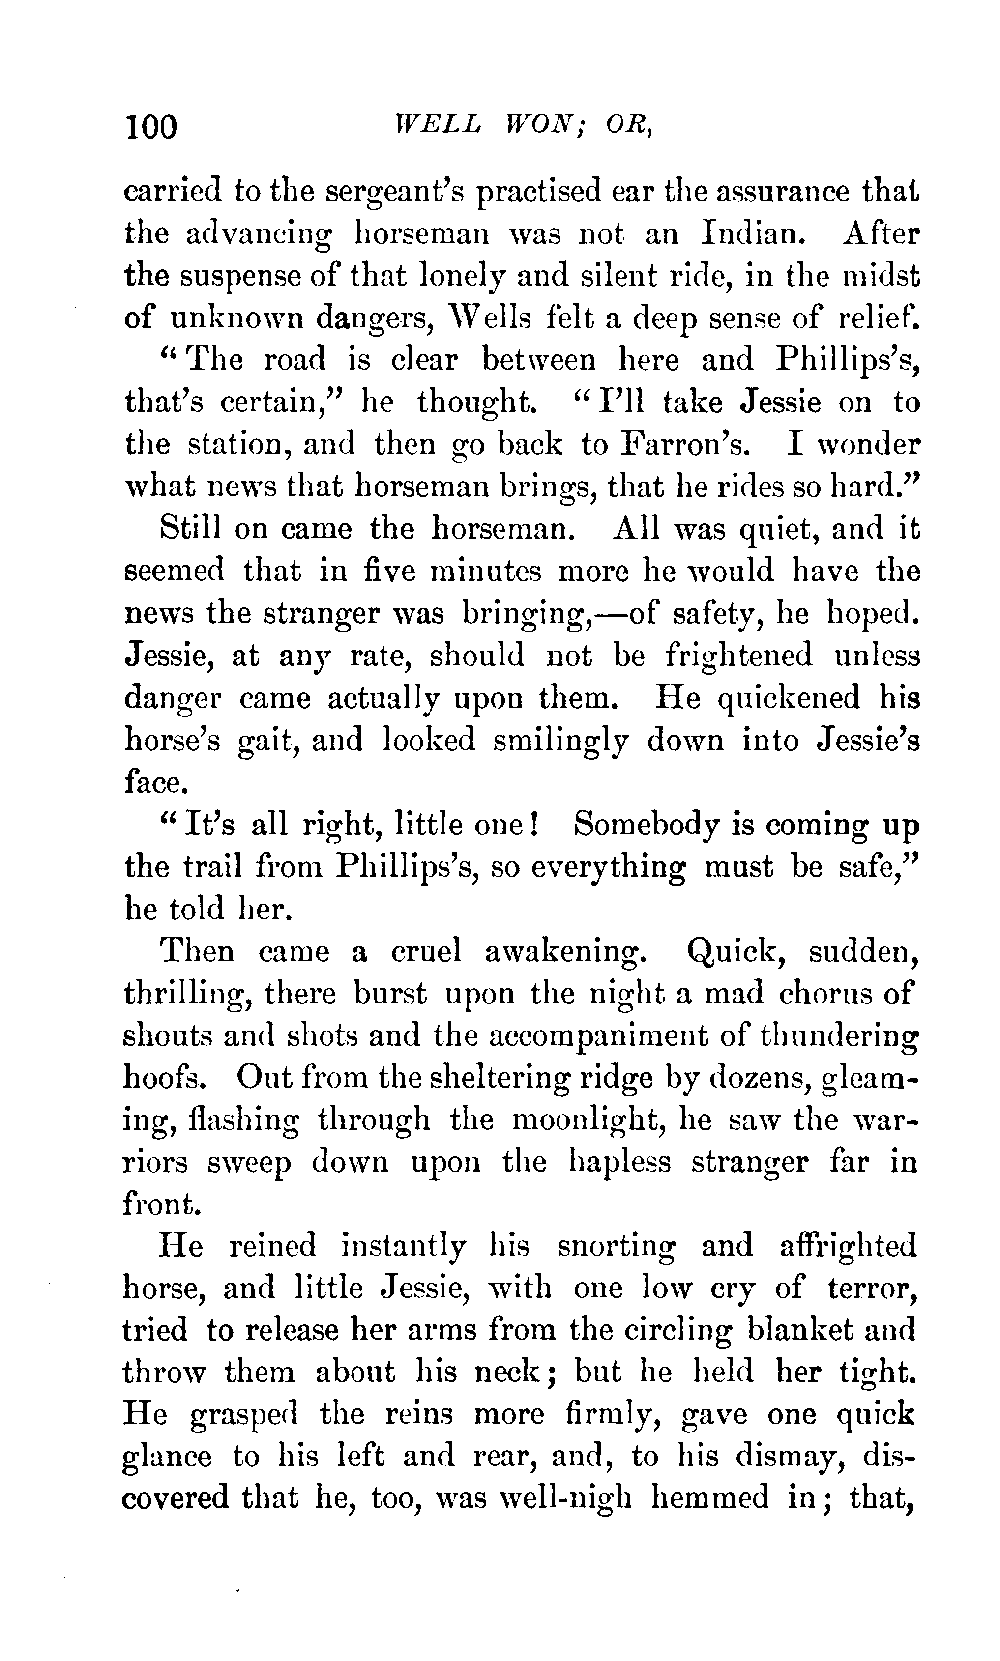 100 WELL WON; OR,
carried to the sergeant's practised ear the assurance that
the advancing horseman was not an Indian. After
the suspense of that lonely and silent ride, in the midst
of unknown dangers, Wells felt a deep sense of relief.
“The road is clear between here and Phillips's,
that's certain,” he thought. “I'll take Jessie on to
the station, and then go back to Farron's. I wonder
what news that horseman brings, that he rides so hard.”
Still on came the horseman. All was quiet, and it
seemed that in five minutes more he would have the
news the stranger was bringing,—of safety, he hoped.
Jessie, at any rate, should not be frightened unless
danger came actually upon them. He quickened his
horse's gait, and looked smilingly down into Jessie's
face.
“It's all right, little one! Somebody is coming up
the trail from Phillips's, so everything must be safe,”
he told her.
Then came a cruel awakening. Quick, sudden,
thrilling, there burst upon the night a mad chorus of
shouts and shots and the accompaniment of thundering
hoofs. Out from the sheltering ridge by dozens, gleam-
ing, flashing through the moonlight, he saw the war-
riors sweep down upon the hapless stranger far in
front.
He reined instantly his snorting and affrighted
horse, and little Jessie, with one low cry of terror,
tried to release her arms from the circling blanket and
throw them about his neck; but he held her tight.
He grasped the reins more firmly, gave one quick
glance to his left and rear, and, to his dismay, dis-
covered that he, too, was well-nigh hemmed in; that,